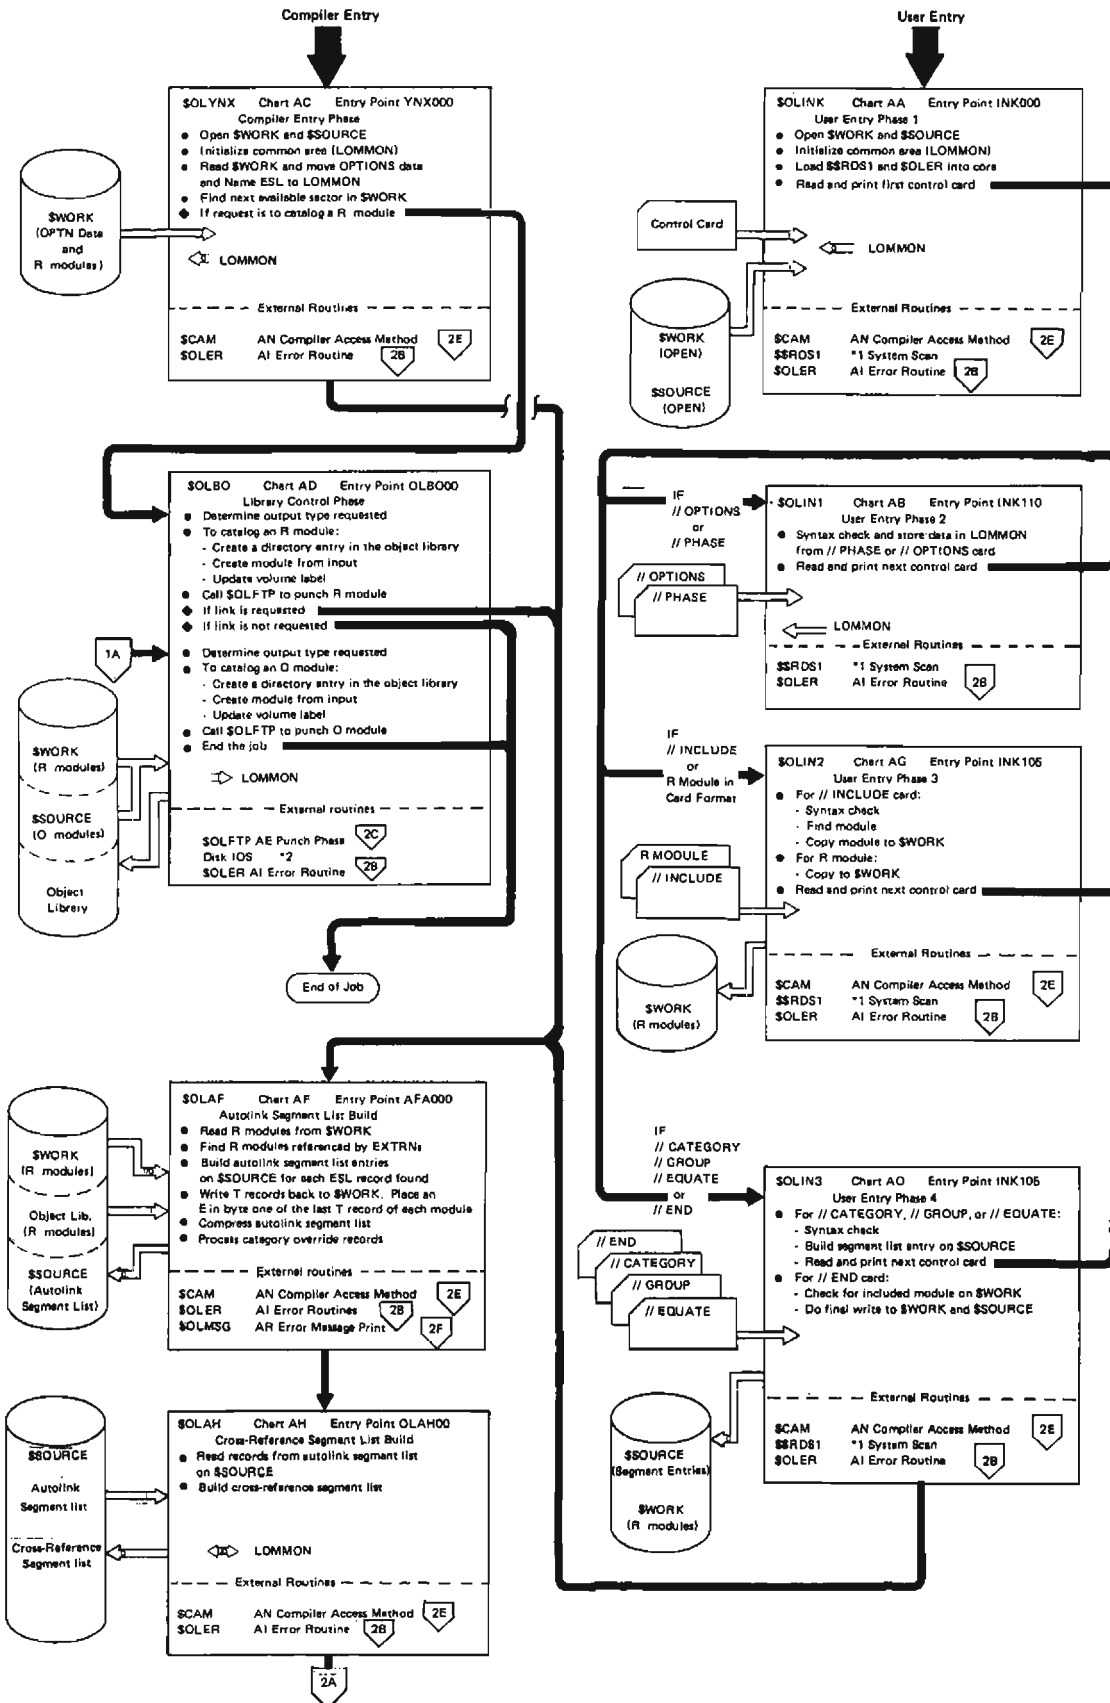 Compiler Entry
$OLYNX Chart AC Entry Point YNX000
Compiler Entry Phase
● Open $WORK and $SOURCE
● Initialize common area (LOMMON)
● Read $WORK and move OPTIONS data
and Name ESL to LOMMON
● Find next available sector in $WORK
◆ If request is to catalog a R module
$WORK
(OPTN Data
and
R modules)
LOMMON
External Routines
$CAM AN Compiler Access Method 2E
$OLER AI Error Routine 2B
$OLBO Chart AD Entry Point OLBO00
Library Control Phase
● Determine output type requested
● To catalog an R module:
- Create a directory entry in the object library
- Create module from input
- Update volume label
● Call $OLFTP to punch R module
◆ If link is requested
◆ If link is not requested
1A
● Determine output type requested
● To catalog an O module:
- Create a directory entry in the object library
- Create module from input
- Update volume label
● Call $OLFTP to punch O module
● End the job
$WORK
(R modules)
$SOURCE
(O modules)
Object
Library
LOMMON
External routines
$OLFTP AE Punch Phase 2C
Disk IOS *2
$OLER AI Error Routine 2B
End of Job
$OLAF Chart AF Entry Point AFA000
Autolink Segment List Build
● Read R modules from $WORK
● Find R modules referenced by EXTRNs
● Build autolink segment list entries
on $SOURCE for each ESL record found
● Write T records back to $WORK. Place an
E in byte one of the last T record of each module
● Compress autolink segment list
● Process category override records
$WORK
(R modules)
Object Lib.
(R modules)
$SOURCE
(Autolink
Segment List)
External routines
$CAM AN Compiler Access Method 2E
$OLER AI Error Routines 2B
$OLMSG AR Error Message Print 2F
$OLAH Chart AH Entry Point OLAH00
Cross-Reference Segment List Build
● Read records from autolink segment list
on $SOURCE
● Build cross-reference segment list
$SOURCE
Autolink
Segment list
Cross-Reference
Segment list
LOMMON
External Routines
$CAM AN Compiler Access Method 2E
$OLER AI Error Routine 2B
2A
User Entry
$OLINK Chart AA Entry Point INK000
User Entry Phase 1
● Open $WORK and $SOURCE
● Initialize common area (LOMMON)
● Load $$RDS1 and $OLER into core
● Read and print first control card
Control Card
LOMMON
$WORK
(OPEN)
$SOURCE
(OPEN)
External Routines
$CAM AN Compiler Access Method 2E
$$RDS1 *1 System Scan
$OLER AI Error Routine 2B
IF
// OPTIONS
or
// PHASE
$OLIN1 Chart AB Entry Point INK110
User Entry Phase 2
● Syntax check and store data in LOMMON
from // PHASE or // OPTIONS card
● Read and print next control card
// OPTIONS
// PHASE
LOMMON
External Routines
$$RDS1 *1 System Scan
$OLER AI Error Routine 2B
IF
// INCLUDE
or
R Module in
Card Format
$OLIN2 Chart AG Entry Point INK105
User Entry Phase 3
● For // INCLUDE card:
- Syntax check
- Find module
- Copy module to $WORK
● For R module:
- Copy to $WORK
● Read and print next control card
R MODULE
// INCLUDE
$WORK
(R modules)
External Routines
$CAM AN Compiler Access Method 2E
$$RDS1 *1 System Scan
$OLER AI Error Routine 2B
IF
// CATEGORY
// GROUP
// EQUATE
or
// END
$OLIN3 Chart AO Entry Point INK105
User Entry Phase 4
● For // CATEGORY, // GROUP, or // EQUATE:
- Syntax check
- Build segment list entry on $SOURCE
- Read and print next control card
● For // END card:
- Check for included module on $WORK
- Do final write to $WORK and $SOURCE
// END
// CATEGORY
// GROUP
// EQUATE
$SOURCE
(Segment Entries)
$WORK
(R modules)
External Routines
$CAM AN Compiler Access Method 2E
$$RDS1 *1 System Scan
$OLER AI Error Routine 2B